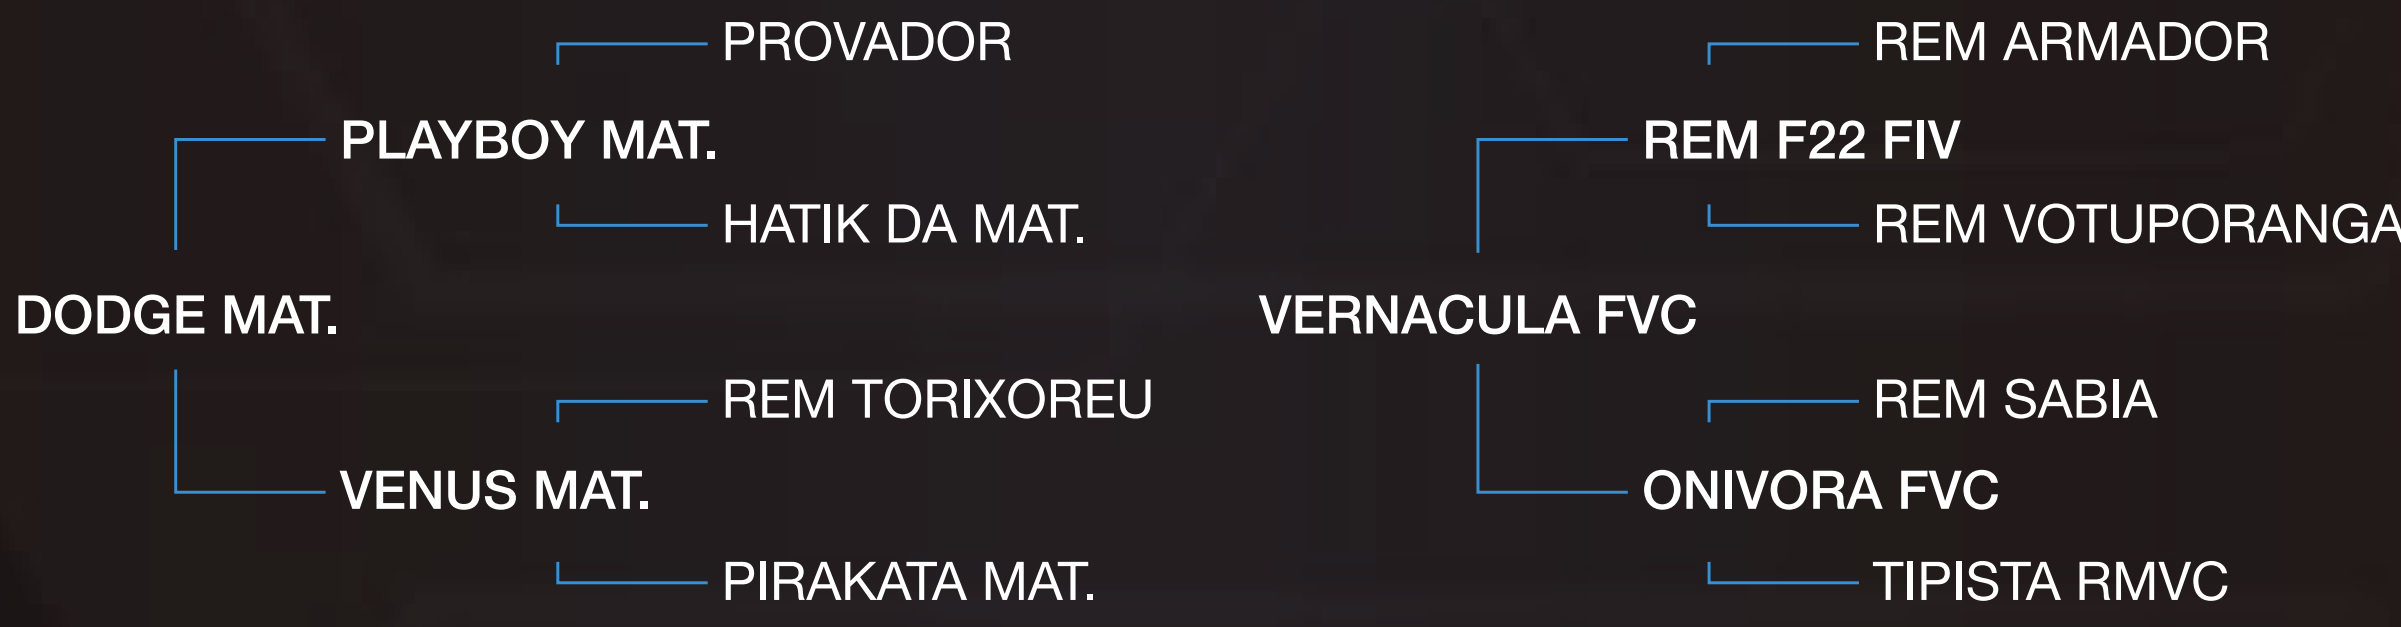 PROVADOR
PLAYBOY MAT.
HATIK DA MAT.
DODGE MAT.
REM TORIXOREU
VENUS MAT.
PIRAKATA MAT.
REM ARMADOR
REM F22 FIV
REM VOTUPORANGA
VERNACULA FVC
REM SABIA
ONIVORA FVC
TIPISTA RMVC